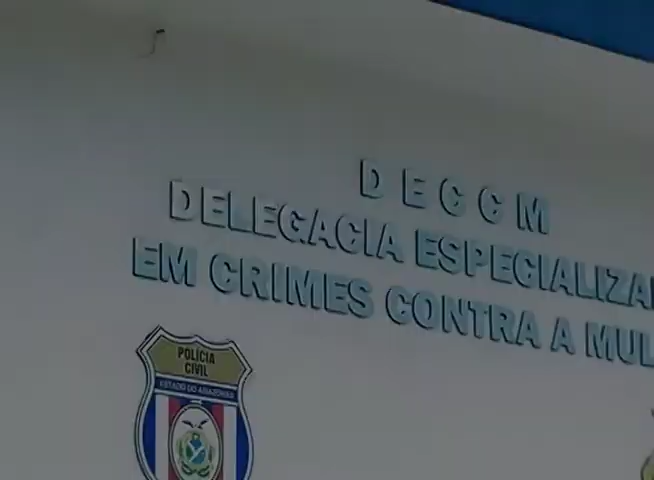 DECCM
DELEGACIA ESPECIALIZA
EM CRIMES CONTRA A MUL
POLÍCIA
CIVIL
ESTADO DO AMAZONAS